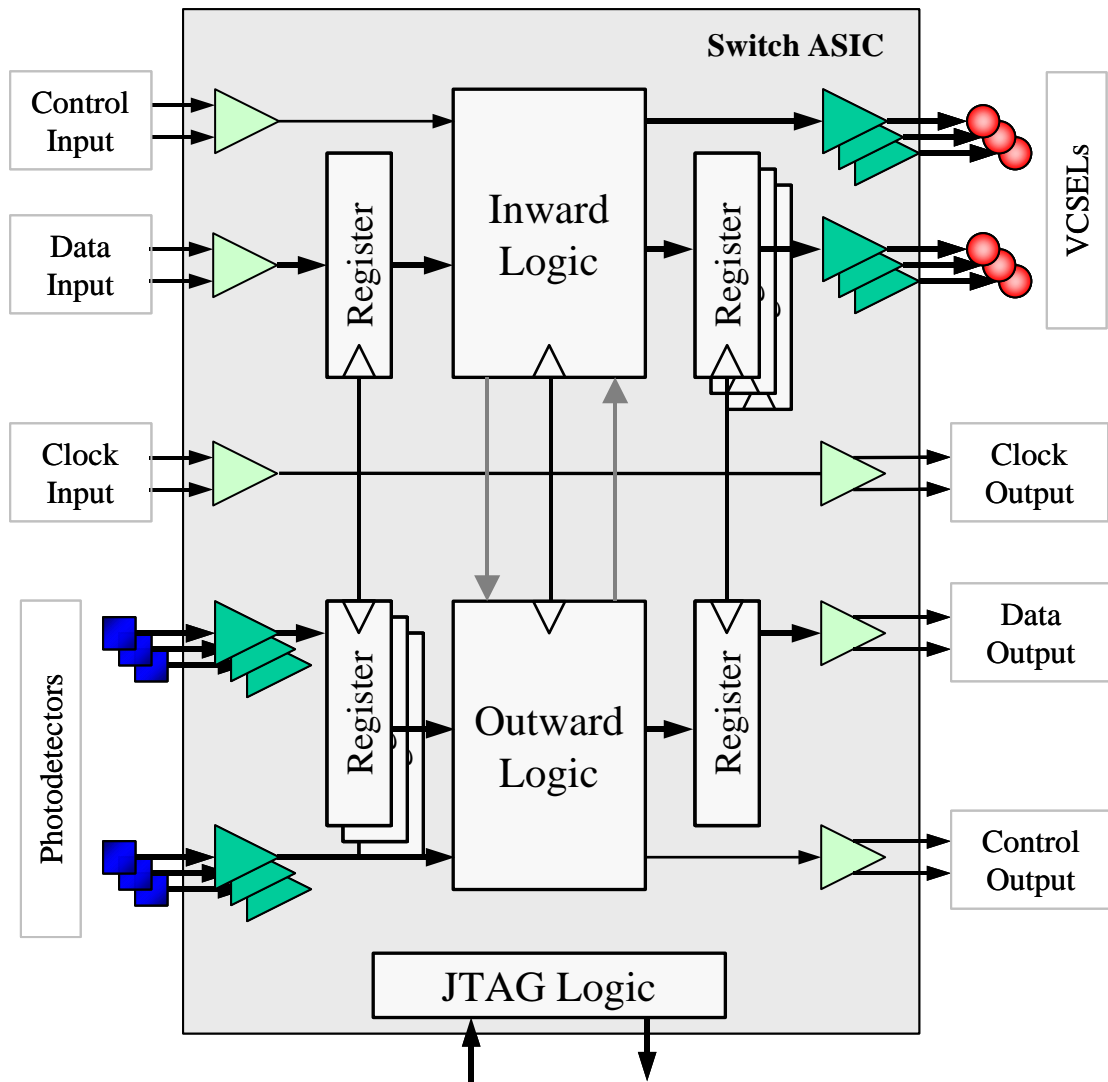 Switch ASIC
Control
Input
Inward
Logic
Register
Register
VCSELs
Data
Input
Clock
Input
Clock
Output
Photodetectors
Register
Outward
Logic
Register
Data
Output
Control
Output
JTAG Logic